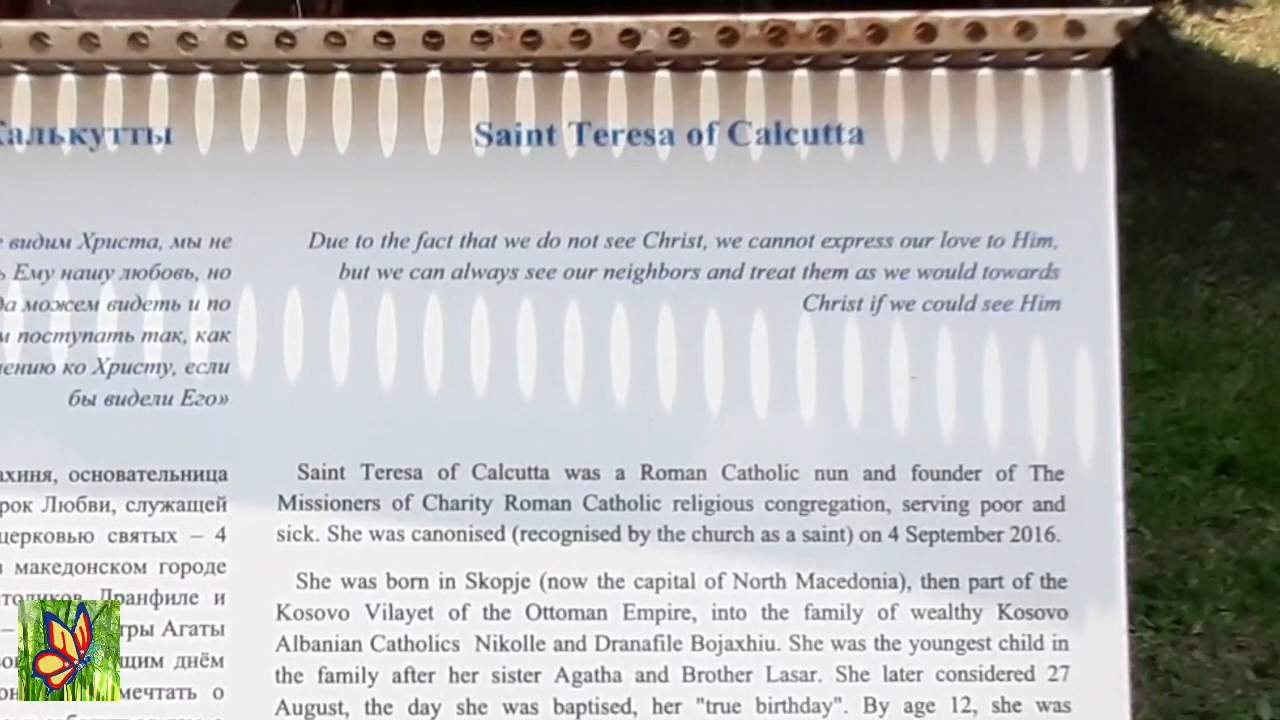 Калькутты
видим Христа, мы не
Ему нашу любовь, но
можем видеть и по
поступать так, как
ко Христу, если
бы видели Его»
основательница
Любви, служащей
церковью святых – 4
македонском городе
Дранафиле и
Агаты
днём
мечтать о
Saint Teresa of Calcutta
Due to the fact that we do not see Christ, we cannot express our love to Him,
but we can always see our neighbors and treat them as we would towards
Christ if we could see Him
Saint Teresa of Calcutta was a Roman Catholic nun and founder of The
Missioners of Charity Roman Catholic religious congregation, serving poor and
sick. She was canonised (recognised by the church as a saint) on 4 September 2016.
She was born in Skopje (now the capital of North Macedonia), then part of the
Kosovo Vilayet of the Ottoman Empire, into the family of wealthy Kosovo
Albanian Catholics Nikolle and Dranafile Bojaxhiu. She was the youngest child in
the family after her sister Agatha and Brother Lasar. She later considered 27
August, the day she was baptised, her "true birthday". By age 12, she was